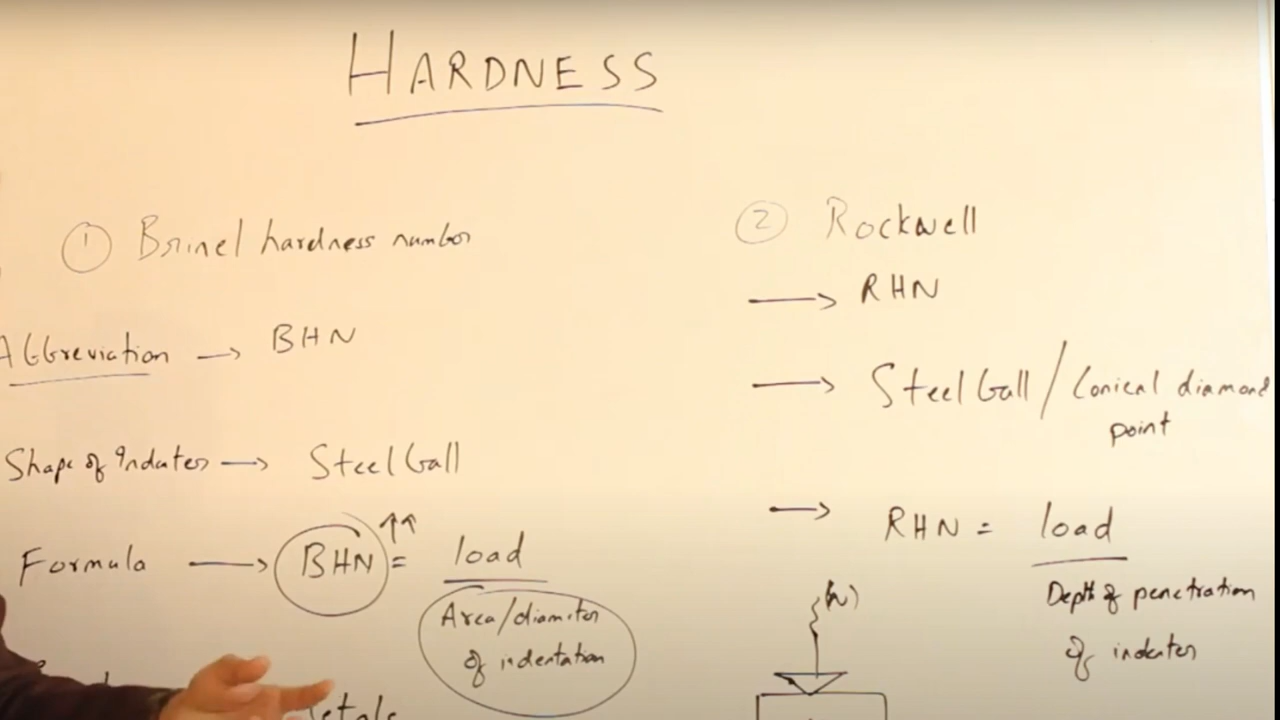 HARDNESS
① Brinel hardness number
Abbreviation → BHN
Shape of indenter → Steel ball
Formula → BHN ↑↑ = load
Area/diameter
of indentation
② Rockwell
→ RHN
→ Steel ball / Conical diamond
point
→ RHN = load
Depth of penetration
of indenter